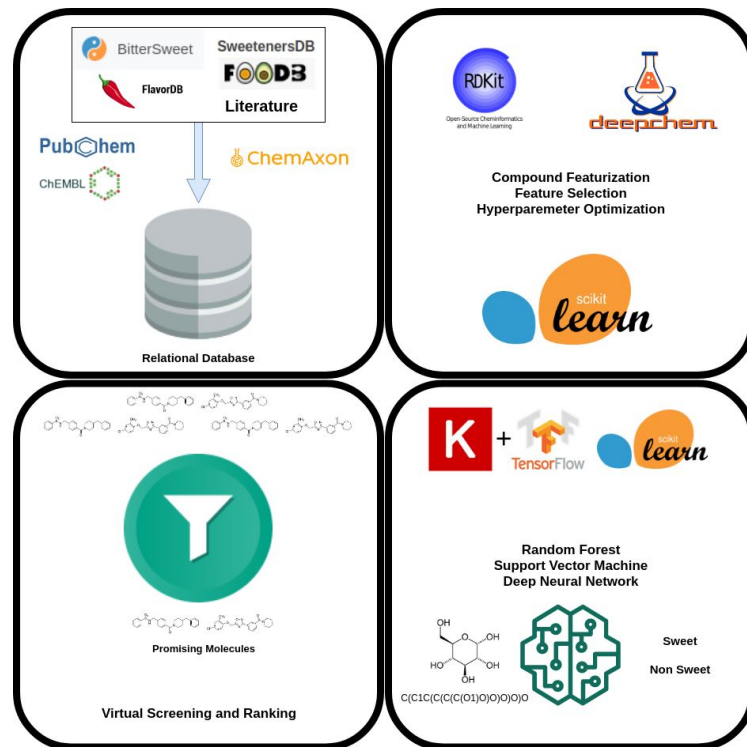 BitterSweet
SweetenersDB
FlavorDB
FOODB
Literature
PubChem
ChemAxon
ChEMBL
Relational Database
RDKit
Open-Source Cheminformatics
and Machine Learning
deepchem
Compound Featurization
Feature Selection
Hyperparemeter Optimization
scikit
learn
Promising Molecules
Virtual Screening and Ranking
K + TensorFlow
learn
Random Forest
Support Vector Machine
Deep Neural Network
OH
HO
O
OH
HO
OH
OH
Sweet
Non Sweet
C(C1C(C(C(C(O1)O)O)O)O)O